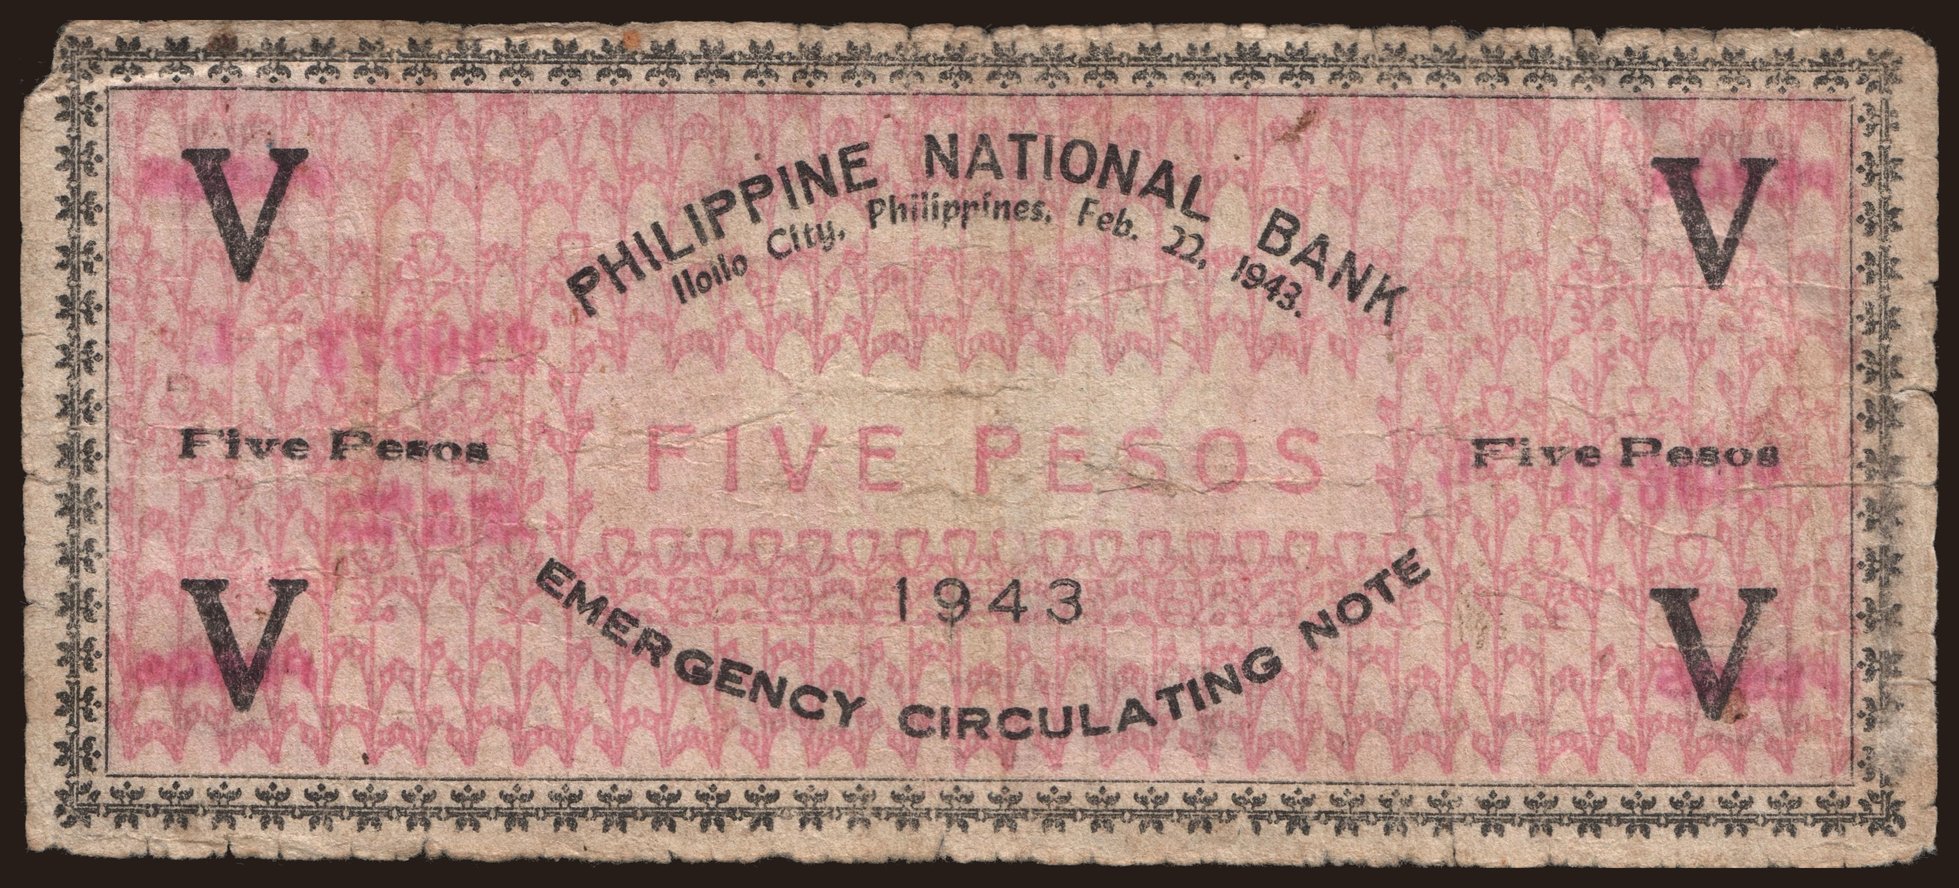 V V
PHILIPPINE NATIONAL BANK
Iloilo City, Philippines, Feb. 22, 1943.
Five Pesos FIVE PESOS Five Pesos
V V
1943
EMERGENCY CIRCULATING NOTE